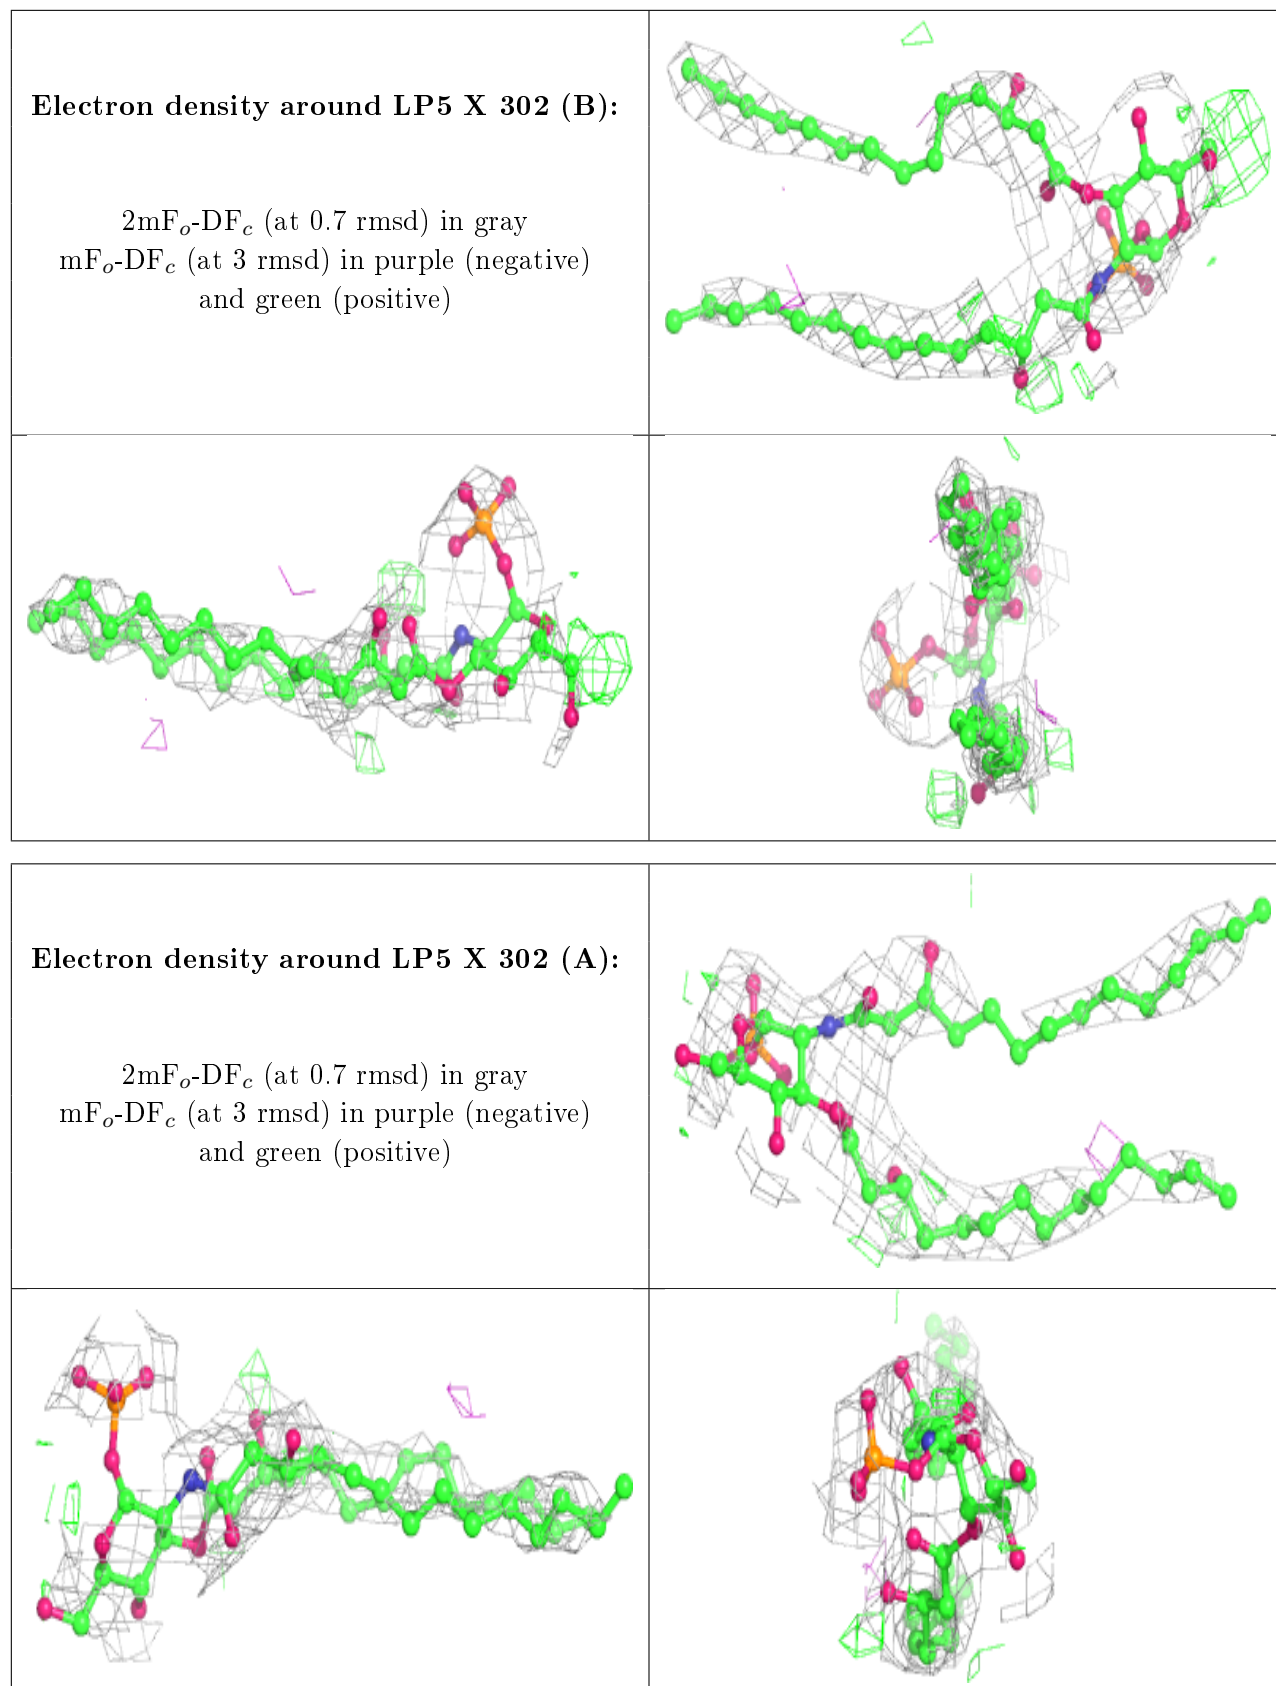 Electron density around LP5 X 302 (B):
2mFₒ-DF𝒸 (at 0.7 rmsd) in gray
mFₒ-DF𝒸 (at 3 rmsd) in purple (negative)
and green (positive)
Electron density around LP5 X 302 (A):
2mFₒ-DF𝒸 (at 0.7 rmsd) in gray
mFₒ-DF𝒸 (at 3 rmsd) in purple (negative)
and green (positive)